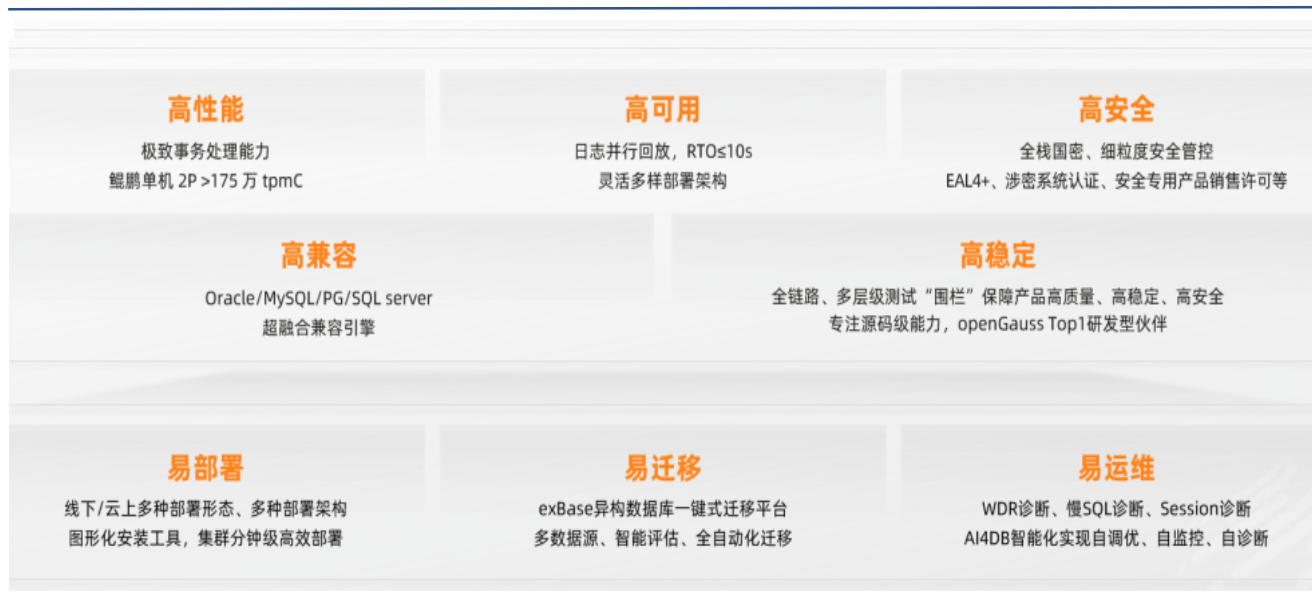 高性能
极致事务处理能力
鲲鹏单机 2P >175 万 tpmC
高可用
日志并行回放，RTO≤10s
灵活多样部署架构
高安全
全栈国密、细粒度安全管控
EAL4+、涉密系统认证、安全专用产品销售许可等
高兼容
Oracle/MySQL/PG/SQL server
超融合兼容引擎
高稳定
全链路、多层级测试“围栏”保障产品高质量、高稳定、高安全
专注源码级能力，openGauss Top1研发型伙伴
易部署
线下/云上多种部署形态、多种部署架构
图形化安装工具，集群分钟级高效部署
易迁移
exBase异构数据库一键式迁移平台
多数据源、智能评估、全自动化迁移
易运维
WDR诊断、慢SQL诊断、Session诊断
AI4DB智能化实现自调优、自监控、自诊断